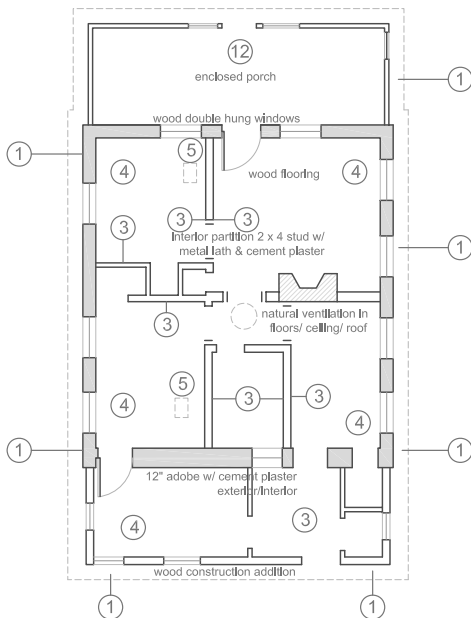 12
enclosed porch
1
wood double hung windows
1
5
4
4
wood flooring
3
3
3
1
interior partition 2 x 4 stud w/
metal lath & cement plaster
3
natural ventilation in
floors/ ceiling/ roof
5
4
3
3
4
1
1
12" adobe w/ cement plaster
exterior/interior
4
3
wood construction addition
1
1